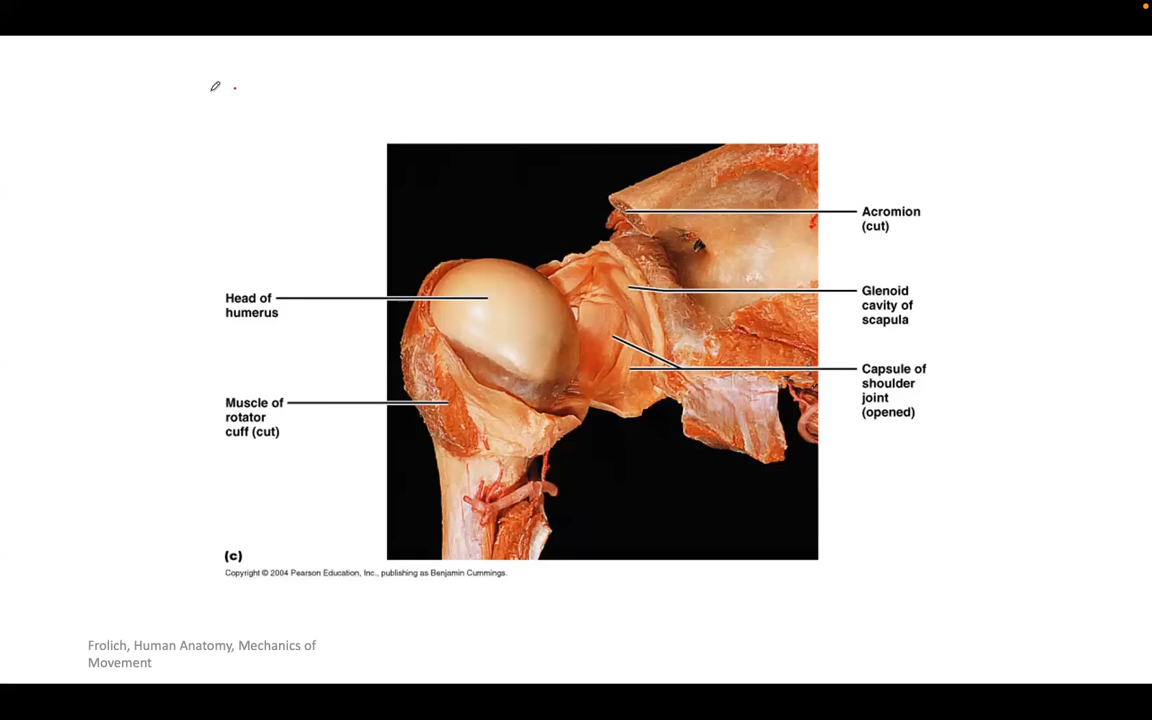 Acromion
(cut)
Head of
humerus
Glenoid
cavity of
scapula
Capsule of
shoulder
joint
(opened)
Muscle of
rotator
cuff (cut)
(c)
Copyright © 2004 Pearson Education, Inc., publishing as Benjamin Cummings.
Frolich, Human Anatomy, Mechanics of
Movement